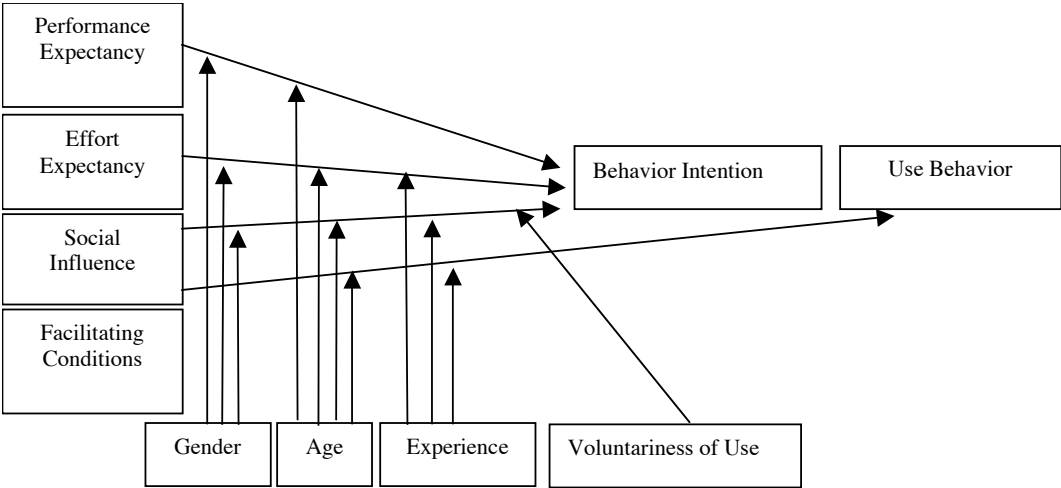 Performance
Expectancy
Effort
Expectancy
Behavior Intention
Use Behavior
Social
Influence
Facilitating
Conditions
Gender
Age
Experience
Voluntariness of Use